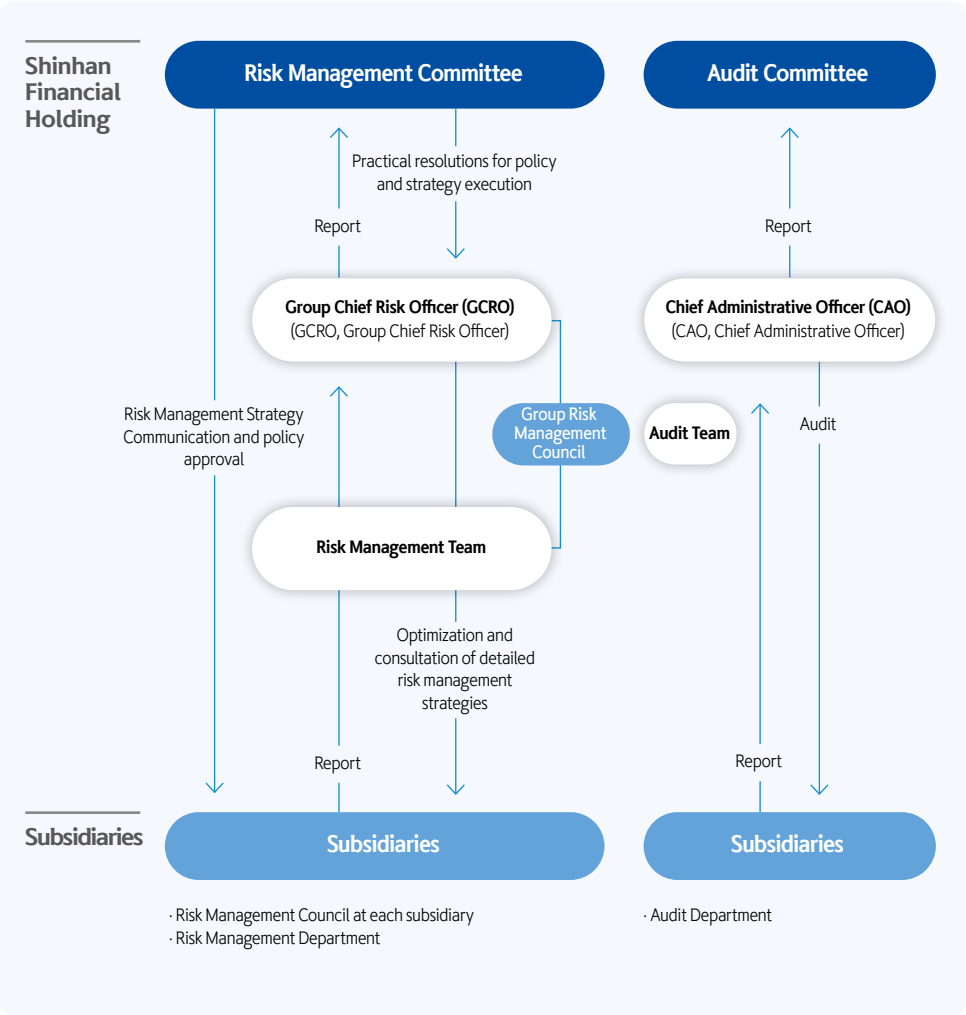 Shinhan
Financial
Holding
Risk Management Committee
Audit Committee
Practical resolutions for policy
and strategy execution
Report
Report
Group Chief Risk Officer (GCRO)
(GCRO, Group Chief Risk Officer)
Chief Administrative Officer (CAO)
(CAO, Chief Administrative Officer)
Risk Management Strategy
Communication and policy
approval
Group Risk
Management
Council
Audit Team
Audit
Risk Management Team
Optimization and
consultation of detailed
risk management
strategies
Report
Report
Subsidiaries
Subsidiaries
Subsidiaries
· Risk Management Council at each subsidiary
· Risk Management Department
· Audit Department